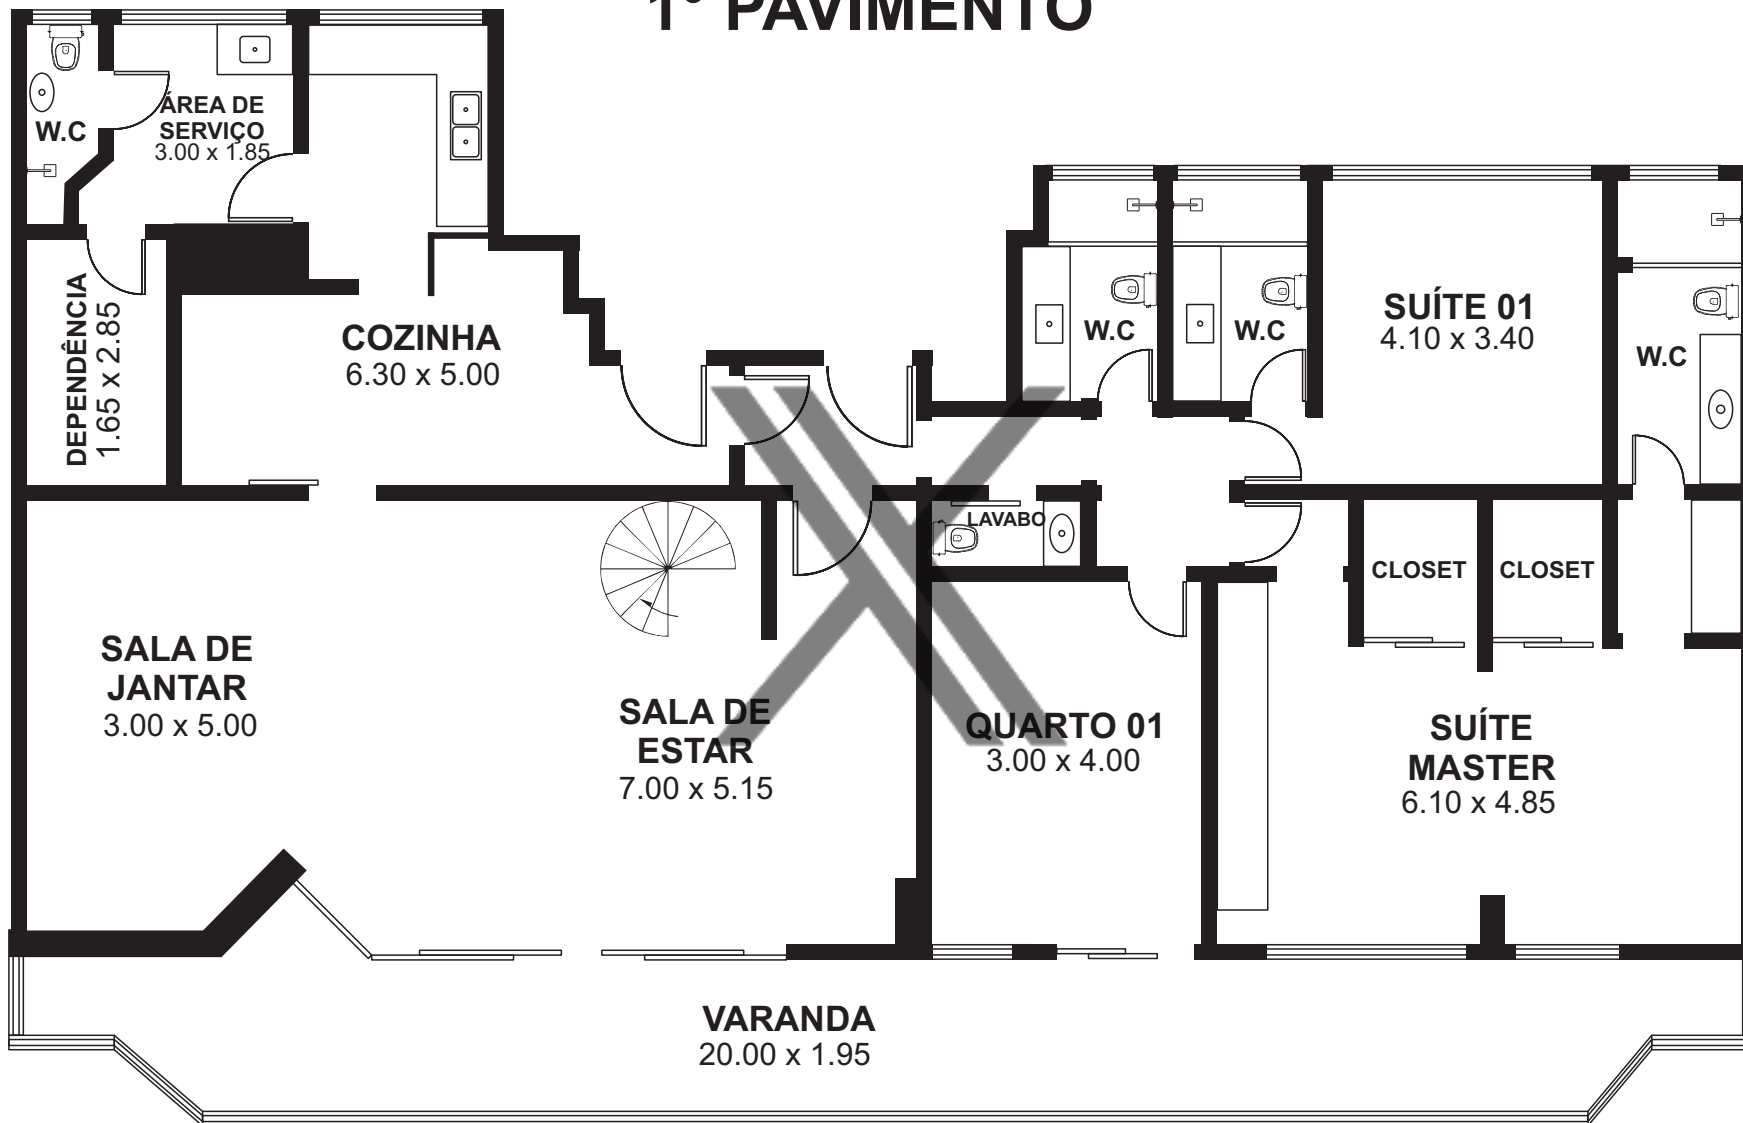 1º PAVIMENTO
W.C
ÁREA DE
SERVIÇO
3.00 x 1.85
DEPENDÊNCIA
1.65 x 2.85
COZINHA
6.30 x 5.00
W.C
W.C
SUÍTE 01
4.10 x 3.40
W.C
LAVABO
CLOSET
CLOSET
SALA DE
JANTAR
3.00 x 5.00
SALA DE
ESTAR
7.00 x 5.15
QUARTO 01
3.00 x 4.00
SUÍTE
MASTER
6.10 x 4.85
VARANDA
20.00 x 1.95